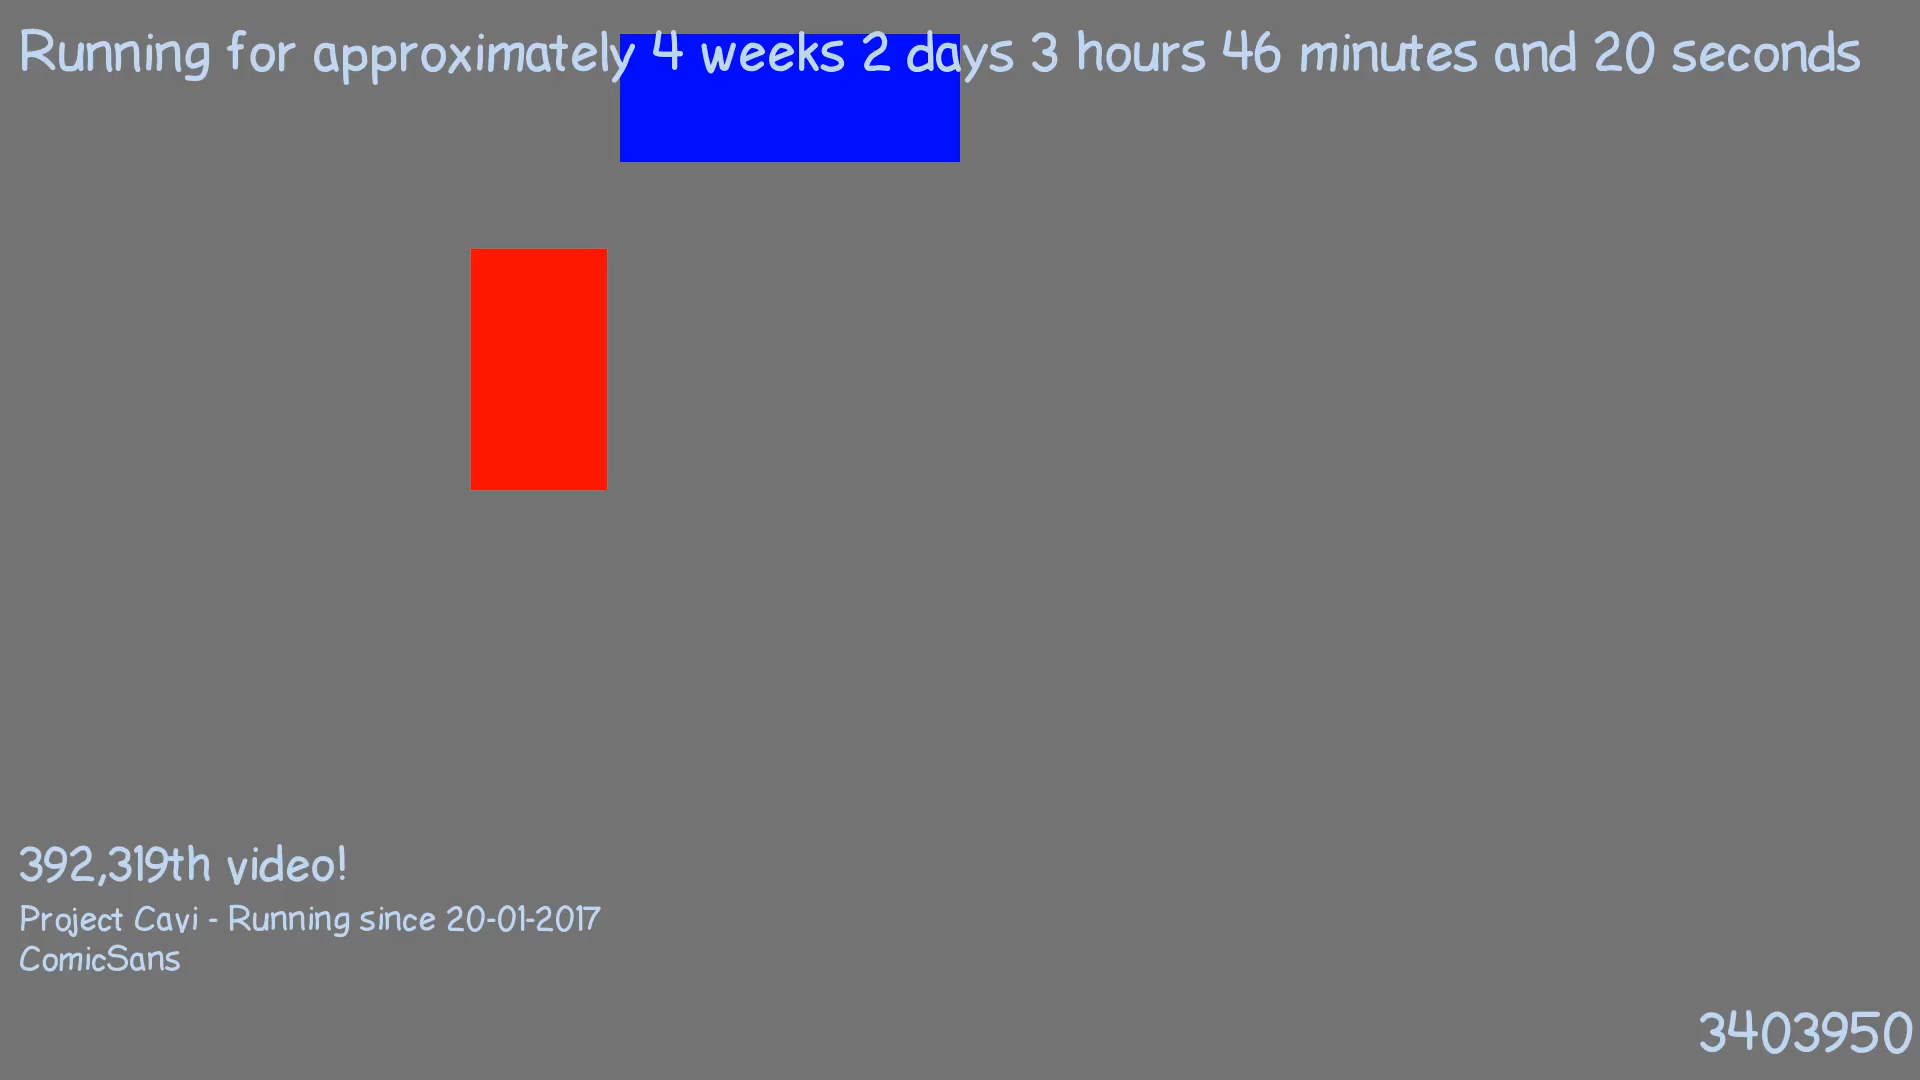 Running for approximately 4 weeks 2 days 3 hours 46 minutes and 20 seconds
392,319th video!
Project Cavi - Running since 20-01-2017
ComicSans
3403950